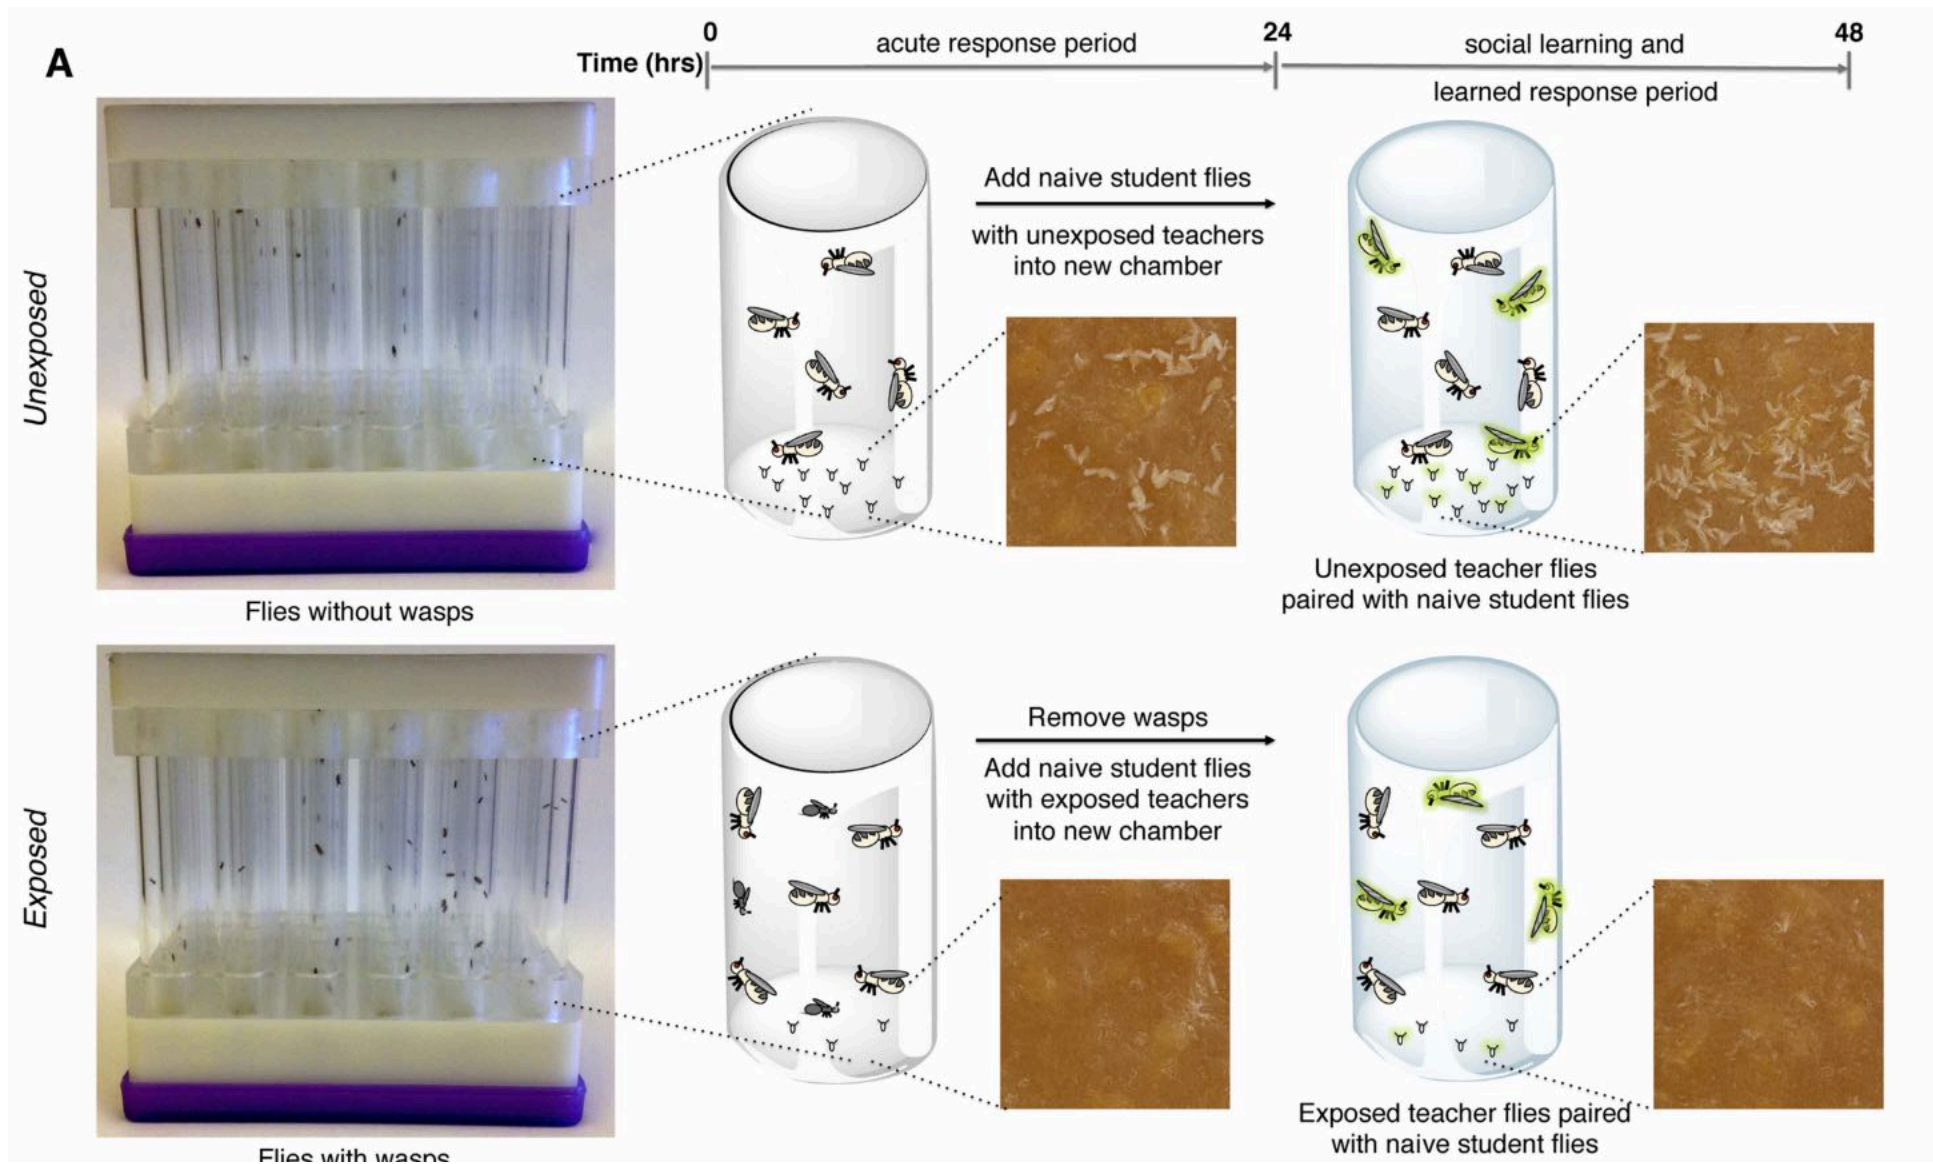 A
Time (hrs)
0
acute response period
24
social learning and
learned response period
48
Unexposed
Add naive student flies
with unexposed teachers
into new chamber
Flies without wasps
Unexposed teacher flies
paired with naive student flies
Exposed
Remove wasps
Add naive student flies
with exposed teachers
into new chamber
Flies with wasps
Exposed teacher flies paired
with naive student flies